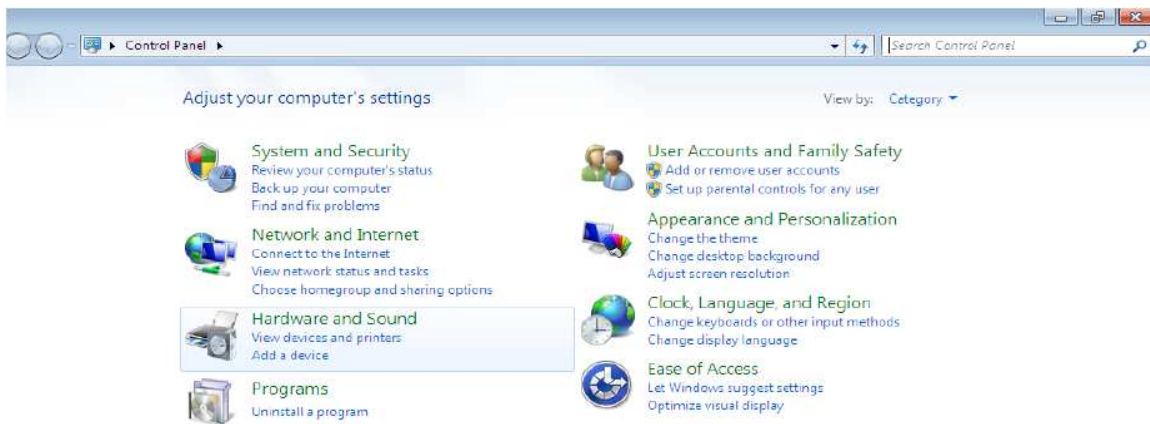 Control Panel
Search Control Panel
Adjust your computer's settings
View by: Category
System and Security
Review your computer's status
Back up your computer
Find and fix problems
Network and Internet
Connect to the Internet
View network status and tasks
Choose homegroup and sharing options
Hardware and Sound
View devices and printers
Add a device
Programs
Uninstall a program
User Accounts and Family Safety
Add or remove user accounts
Set up parental controls for any user
Appearance and Personalization
Change the theme
Change desktop background
Adjust screen resolution
Clock, Language, and Region
Change keyboards or other input methods
Change display language
Ease of Access
Let Windows suggest settings
Optimize visual display